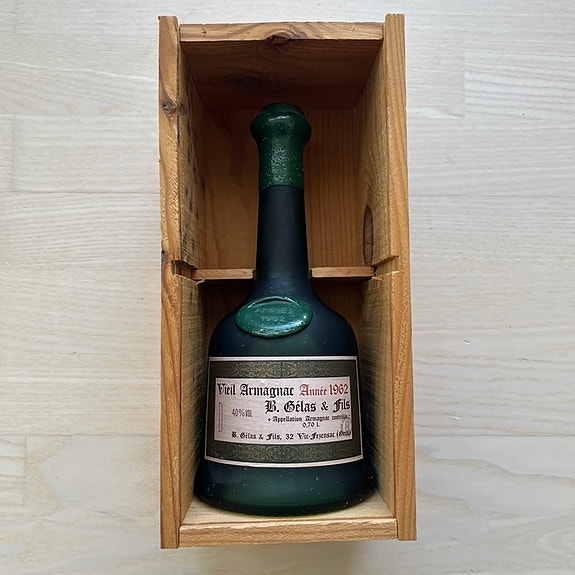 ANNÉE
1962
Vieil Armagnac Année 1962
B. Gélas & Fils
40% VOL
Appellation Armagnac contrôlée
0,70 L
B. Gélas & Fils, 32 Vic-Fezensac (Gers)